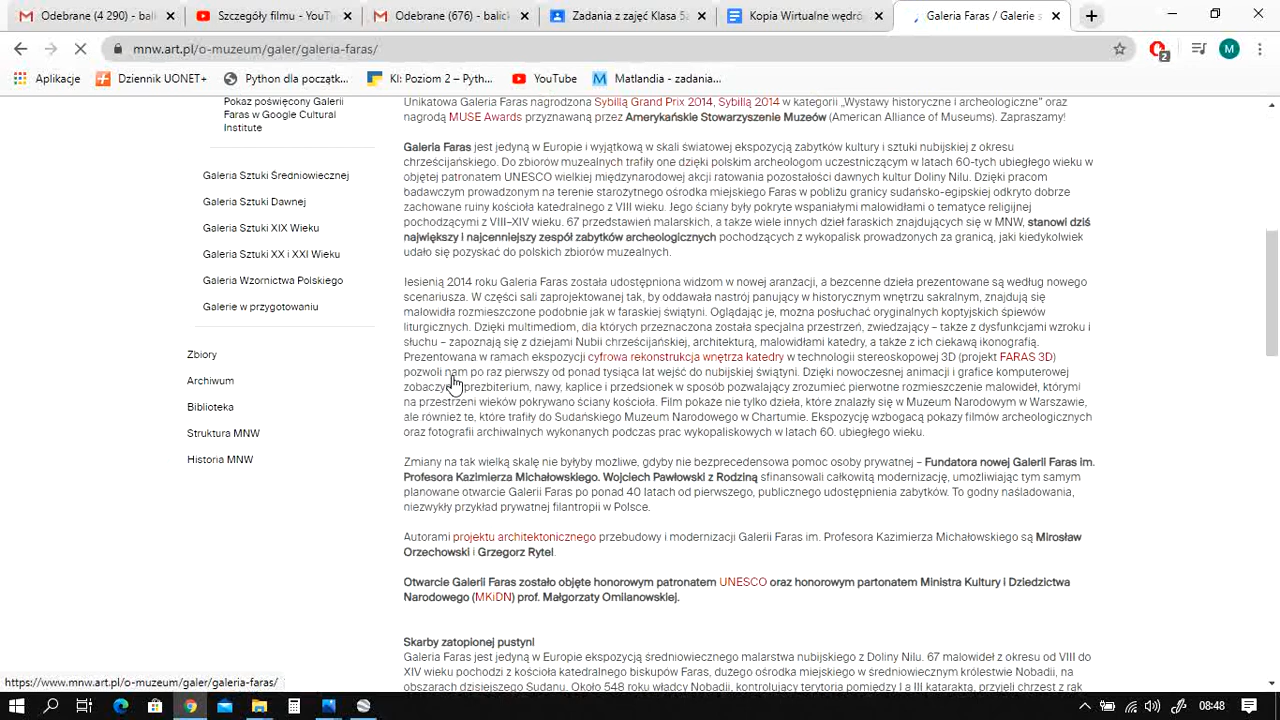 Odebrane (4 290) - bali
Szczegóły filmu - YouT
Odebrane (676) - balick
Zadania z zajęć Klasa 5a
Kopia Wirtualne wędró
Galeria Faras / Galerie s
mnw.art.pl/o-muzeum/galer/galeria-faras/
2
M
Aplikacje
Dziennik UONET+
Python dla początk...
KI: Poziom 2 – Pyth...
YouTube
Matlandia - zadania...
Pokaz poświęcony Galerii
Faras w Google Cultural
Institute
Galeria Sztuki Średniowiecznej
Galeria Sztuki Dawnej
Galeria Sztuki XIX Wieku
Galeria Sztuki XX i XXI Wieku
Galeria Wzornictwa Polskiego
Galerie w przygotowaniu
Zbiory
Archiwum
Biblioteka
Struktura MNW
Historia MNW
Unikatowa Galeria Faras nagrodzona Sybillą Grand Prix 2014, Sybillą 2014 w kategorii „Wystawy historyczne i archeologiczne” oraz
nagrodą MUSE Awards przyznawaną przez Amerykańskie Stowarzyszenie Muzeów (American Alliance of Museums). Zapraszamy!
Galeria Faras jest jedyną w Europie i wyjątkową w skali światowej ekspozycją zabytków kultury i sztuki nubijskiej z okresu
chrześcijańskiego. Do zbiorów muzealnych trafiły one dzięki polskim archeologom uczestniczącym w latach 60-tych ubiegłego wieku w
objętej patronatem UNESCO wielkiej międzynarodowej akcji ratowania pozostałości dawnych kultur Doliny Nilu. Dzięki pracom
badawczym prowadzonym na terenie starożytnego ośrodka miejskiego Faras w pobliżu granicy sudańsko-egipskiej odkryto dobrze
zachowane ruiny kościoła katedralnego z VIII wieku. Jego ściany były pokryte wspaniałymi malowidłami o tematyce religijnej
pochodzącymi z VIII–XIV wieku. 67 przedstawień malarskich, a także wiele innych dzieł faraskich znajdujących się w MNW, stanowi dziś
największy i najcenniejszy zespół zabytków archeologicznych pochodzących z wykopalisk prowadzonych za granicą, jaki kiedykolwiek
udało się pozyskać do polskich zbiorów muzealnych.
Jesienią 2014 roku Galeria Faras została udostępniona widzom w nowej aranżacji, a bezcenne dzieła prezentowane są według nowego
scenariusza. W części sali zaprojektowanej tak, by oddawała nastrój panujący w historycznym wnętrzu sakralnym, znajdują się
malowidła rozmieszczone podobnie jak w faraskiej świątyni. Oglądając je, można posłuchać oryginalnych koptyjskich śpiewów
liturgicznych. Dzięki multimediom, dla których przeznaczona została specjalna przestrzeń, zwiedzający – także z dysfunkcjami wzroku i
słuchu – zapoznają się z dziejami Nubii chrześcijańskiej, architekturą, malowidłami katedry, a także z ich ciekawą ikonografią.
Prezentowana w ramach ekspozycji cyfrowa rekonstrukcja wnętrza katedry w technologii stereoskopowej 3D (projekt FARAS 3D)
pozwoli nam po raz pierwszy od ponad tysiąca lat wejść do nubijskiej świątyni. Dzięki nowoczesnej animacji i grafice komputerowej
zobaczymy prezbiterium, nawy, kaplice i przedsionek w sposób pozwalający zrozumieć pierwotne rozmieszczenie malowideł, którymi
na przestrzeni wieków pokrywano ściany kościoła. Film pokaże nie tylko dzieła, które znalazły się w Muzeum Narodowym w Warszawie,
ale również te, które trafiły do Sudańskiego Muzeum Narodowego w Chartumie. Ekspozycję wzbogacą pokazy filmów archeologicznych
oraz fotografii archiwalnych wykonanych podczas prac wykopaliskowych w latach 60. ubiegłego wieku.
Zmiany na tak wielką skalę nie byłyby możliwe, gdyby nie bezprecedensowa pomoc osoby prywatnej – Fundatora nowej Galerii Faras im.
Profesora Kazimierza Michałowskiego. Wojciech Pawłowski z Rodziną sfinansowali całkowitą modernizację, umożliwiając tym samym
planowane otwarcie Galerii Faras po ponad 40 latach od pierwszego, publicznego udostępnienia zabytków. To godny naśladowania,
niezwykły przykład prywatnej filantropii w Polsce.
Autorami projektu architektonicznego przebudowy i modernizacji Galerii Faras im. Profesora Kazimierza Michałowskiego są Mirosław
Orzechowski i Grzegorz Rytel.
Otwarcie Galerii Faras zostało objęte honorowym patronatem UNESCO oraz honorowym partonatem Ministra Kultury i Dziedzictwa
Narodowego (MKiDN) prof. Małgorzaty Omilanowskiej.
Skarby zatopionej pustyni
Galeria Faras jest jedyną w Europie ekspozycją średniowiecznego malarstwa nubijskiego z Doliny Nilu. 67 malowideł z okresu od VIII do
XIV wieku pochodzi z kościoła katedralnego biskupów Faras, dużego ośrodka miejskiego w średniowiecznym królestwie Nobadii, na
obszarach dzisiejszego Sudanu. Około 548 roku władcy Nobadii, kontrolujący terytoria pomiędzy I a III kataraktą, przyjęli chrzest z rąk
https://www.mnw.art.pl/o-muzeum/galer/galeria-faras/
08:48